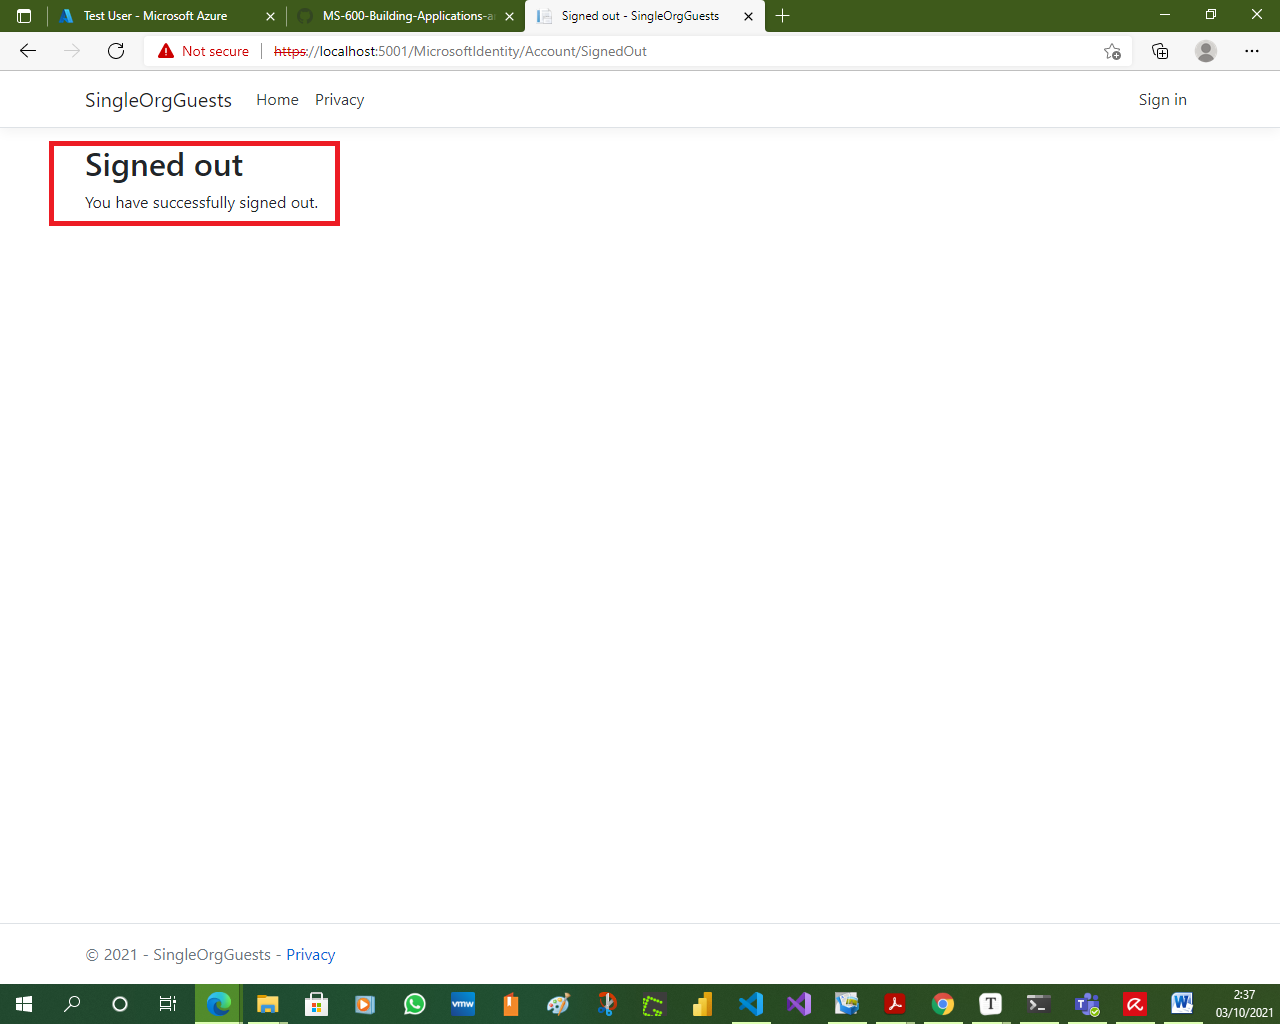 Test User - Microsoft Azure
MS-600-Building-Applications-a
Signed out - SingleOrgGuests
Not secure
https://localhost:5001/MicrosoftIdentity/Account/SignedOut
SingleOrgGuests
Home
Privacy
Sign in
Signed out
You have successfully signed out.
© 2021 - SingleOrgGuests - Privacy
vmw
T
W
2:37
03/10/2021